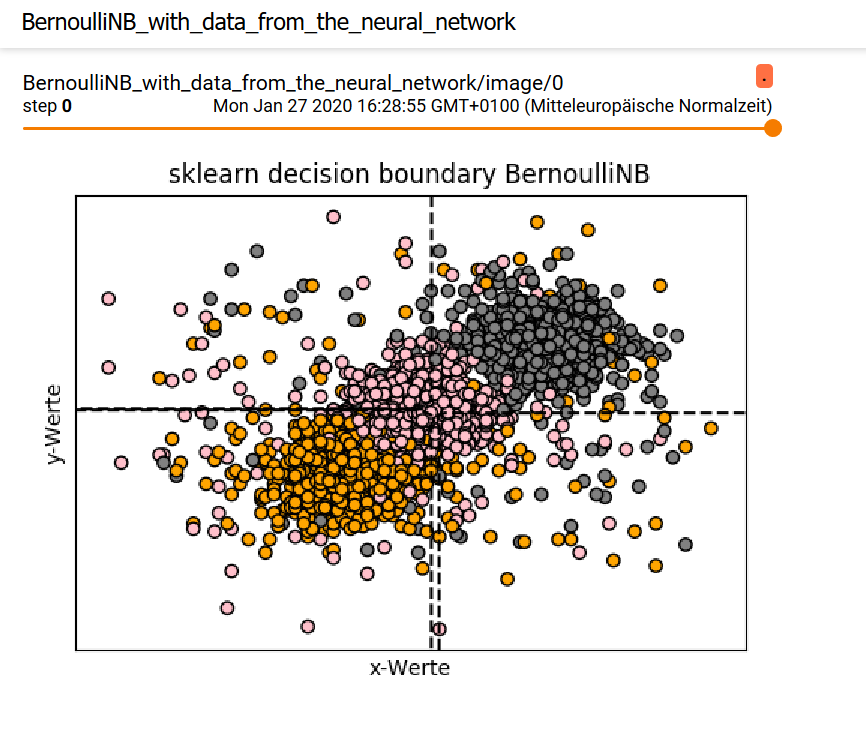 BernoulliNB_with_data_from_the_neural_network
BernoulliNB_with_data_from_the_neural_network/image/0
.
step 0 Mon Jan 27 2020 16:28:55 GMT+0100 (Mitteleuropäische Normalzeit)
sklearn decision boundary BernoulliNB
y-Werte
x-Werte